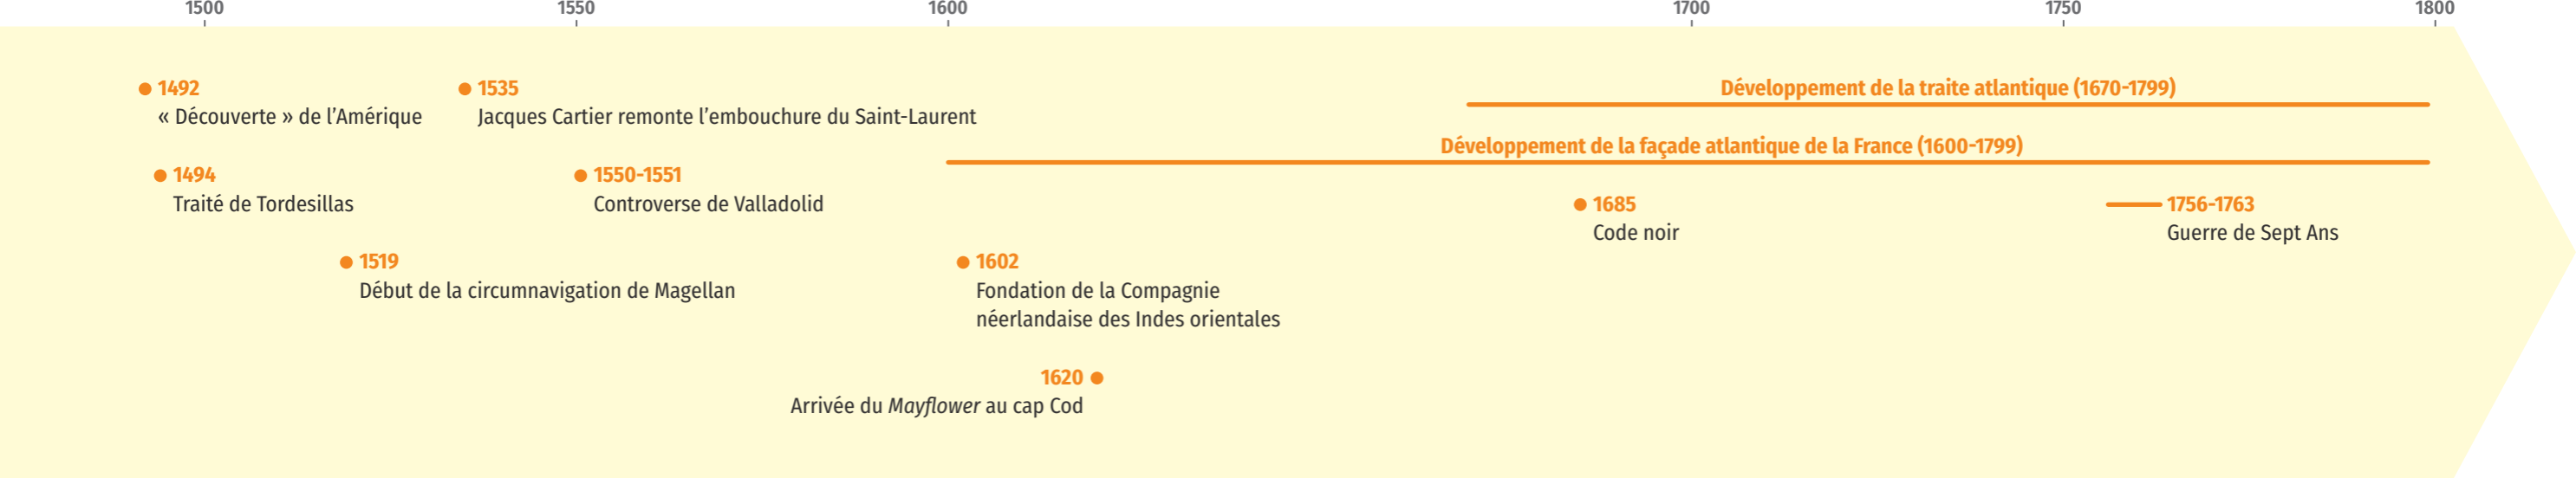 1500 1550 1600 1700 1750 1800
1492
« Découverte » de l’Amérique
1535
Jacques Cartier remonte l’embouchure du Saint-Laurent
Développement de la traite atlantique (1670-1799)
Développement de la façade atlantique de la France (1600-1799)
1494
Traité de Tordesillas
1550-1551
Controverse de Valladolid
1685
Code noir
1756-1763
Guerre de Sept Ans
1519
Début de la circumnavigation de Magellan
1602
Fondation de la Compagnie
néerlandaise des Indes orientales
1620
Arrivée du Mayflower au cap Cod